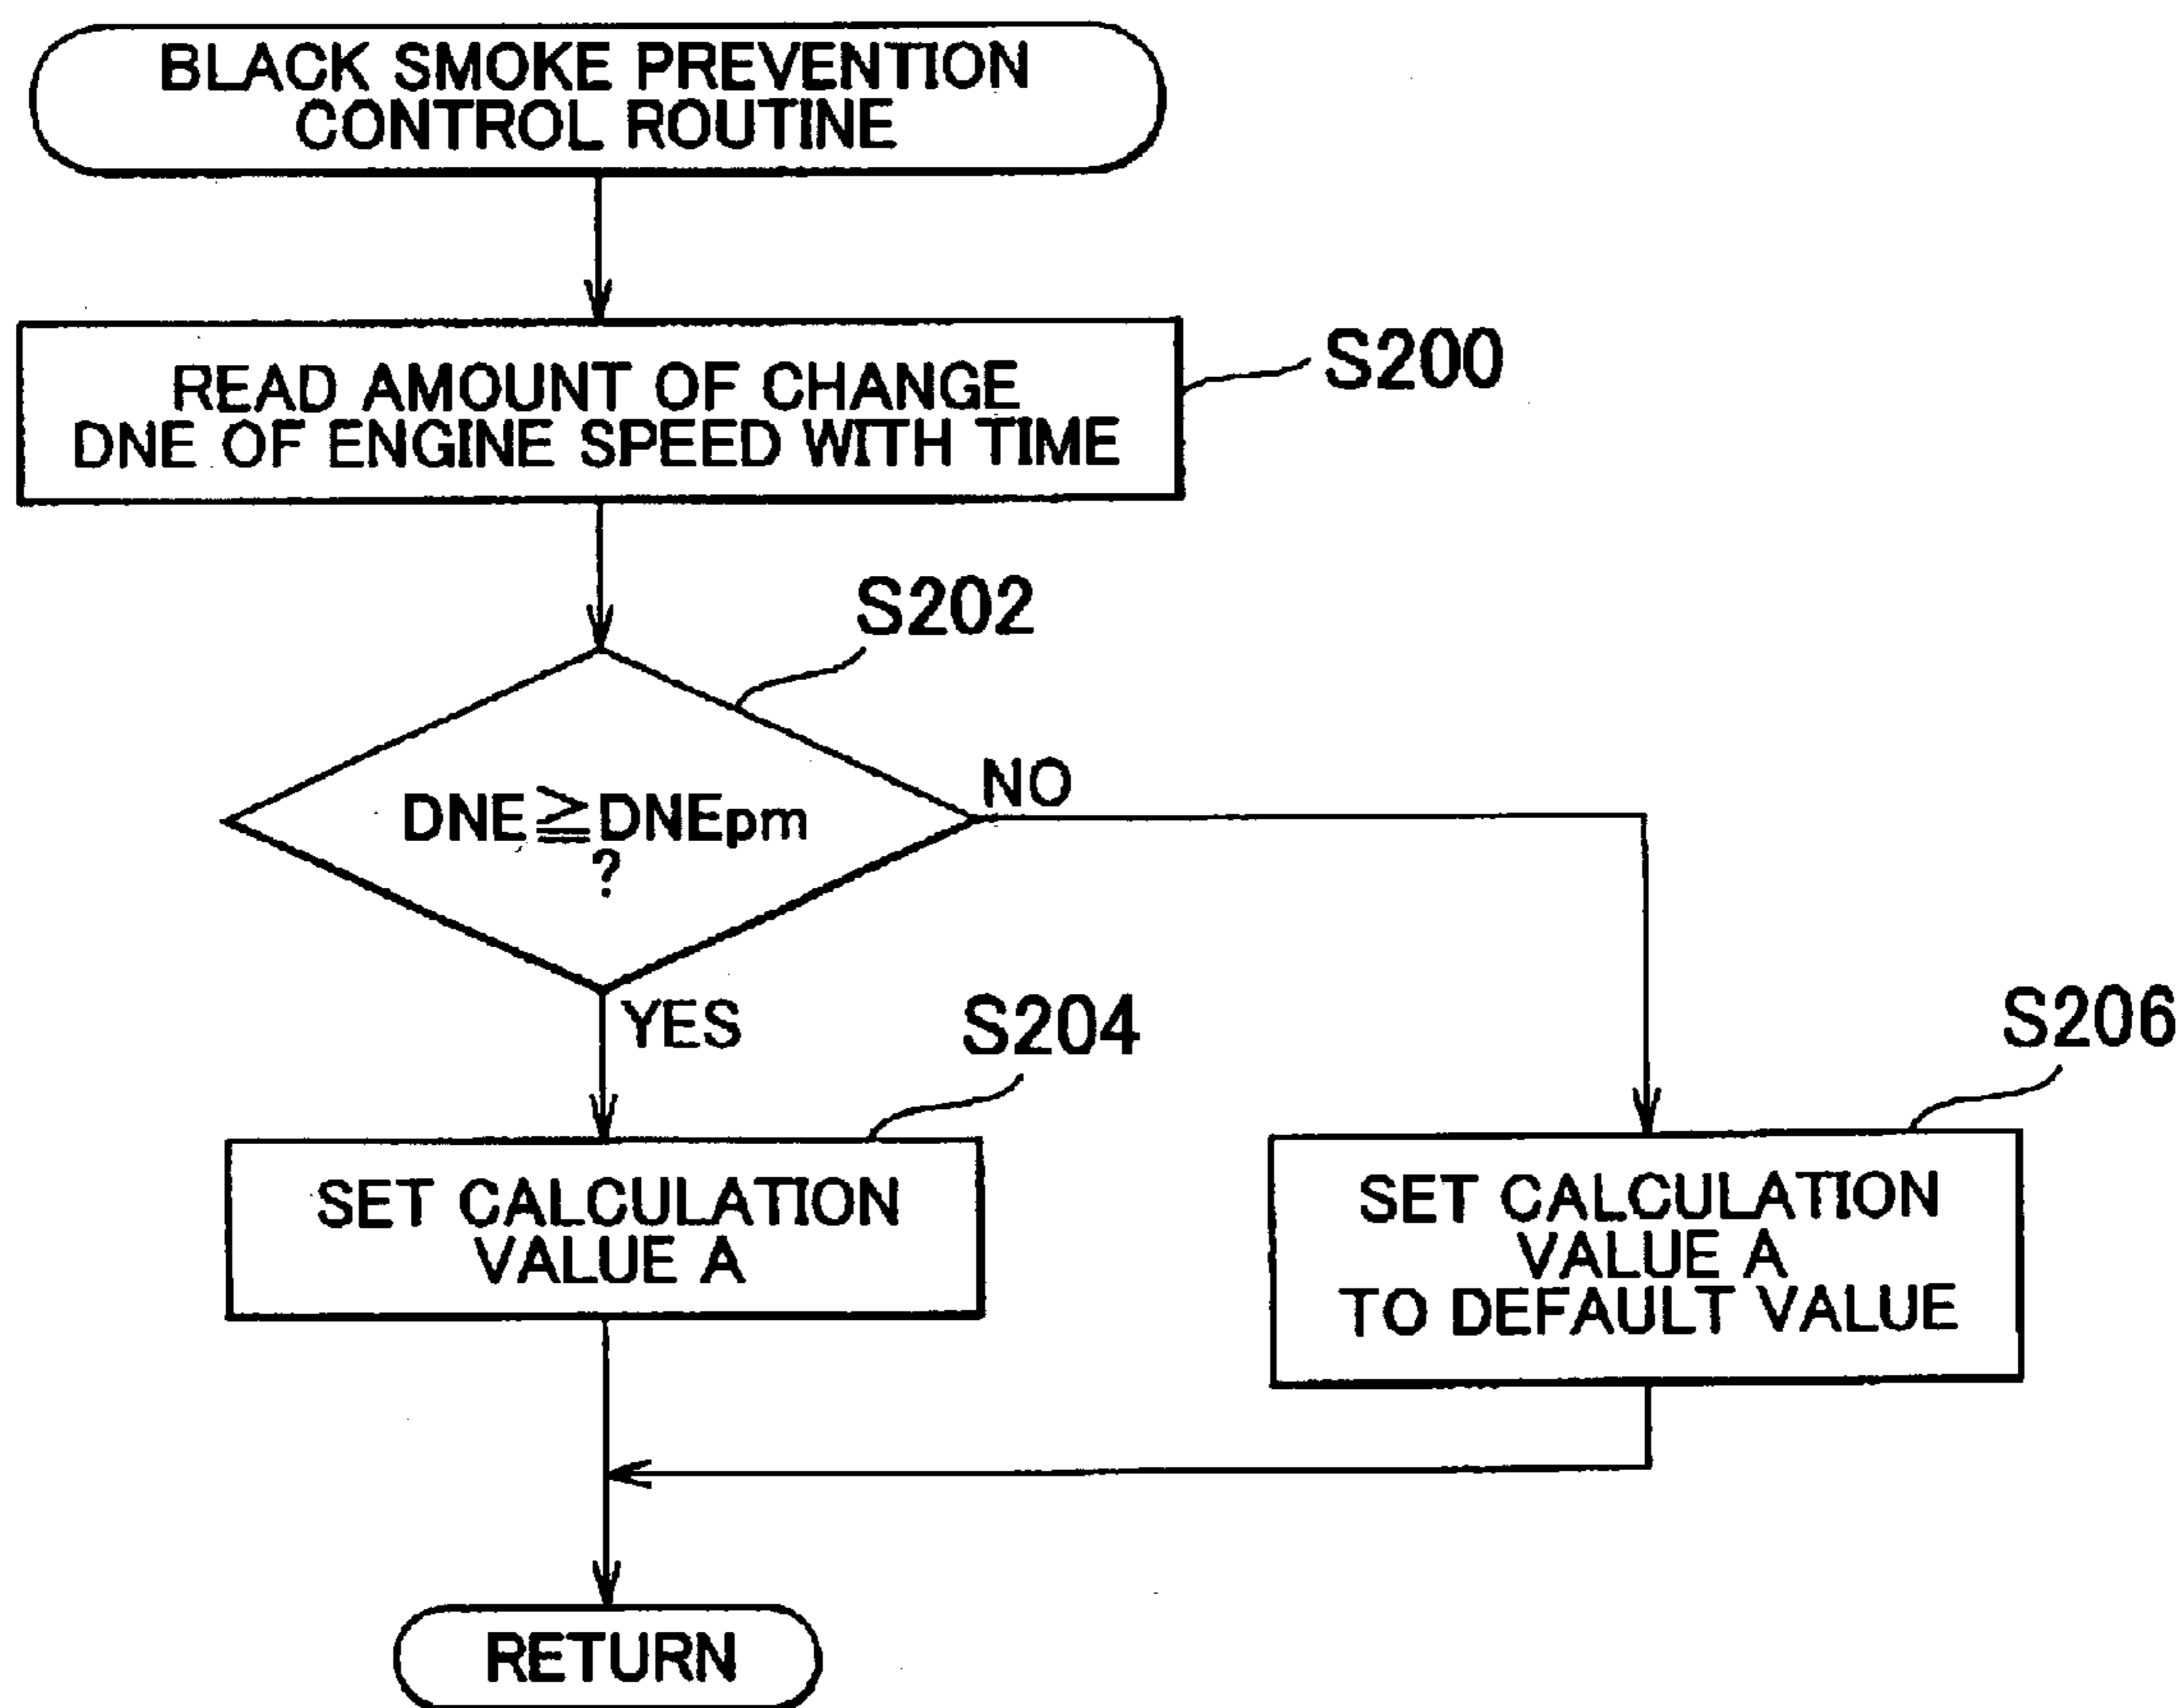 BLACK SMOKE PREVENTION
CONTROL ROUTINE
READ AMOUNT OF CHANGE
DNE OF ENGINE SPEED WITH TIME
S200
S202
DNE≧DNEpm
?
NO
YES
S204
SET CALCULATION
VALUE A
S206
SET CALCULATION
VALUE A
TO DEFAULT VALUE
RETURN